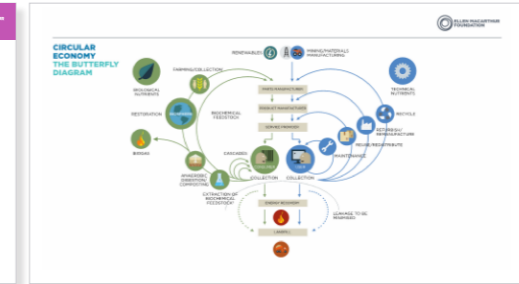 ELLEN MACARTHUR
FOUNDATION
CIRCULAR
ECONOMY
THE BUTTERFLY
DIAGRAM
RENEWABLES
MINING/MATERIALS
MANUFACTURING
FARMING/COLLECTION
BIOLOGICAL
NUTRIENTS
TECHNICAL
NUTRIENTS
PARTS MANUFACTURER
PRODUCT MANUFACTURER
SERVICE PROVIDER
RESTORATION
BIOCHEMICAL
FEEDSTOCK
RECYCLE
REFURBISH/
REMANUFACTURE
REUSE/REDISTRIBUTE
MAINTENANCE
BIOGAS
CASCADES
ANAEROBIC
DIGESTION/
COMPOSTING
COLLECTION
COLLECTION
EXTRACTION OF
BIOCHEMICAL
FEEDSTOCK
ENERGY RECOVERY
LEAKAGE TO BE
MINIMISED
LANDFILL